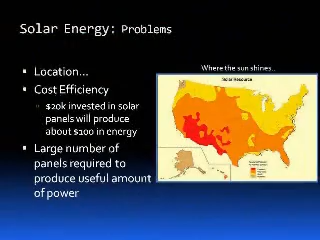 Solar Energy: Problems
Location...
Cost Efficiency
$20k invested in solar
panels will produce
about $100 in energy
Large number of
panels required to
produce useful amount
of power
Where the sun shines..
Solar Resource